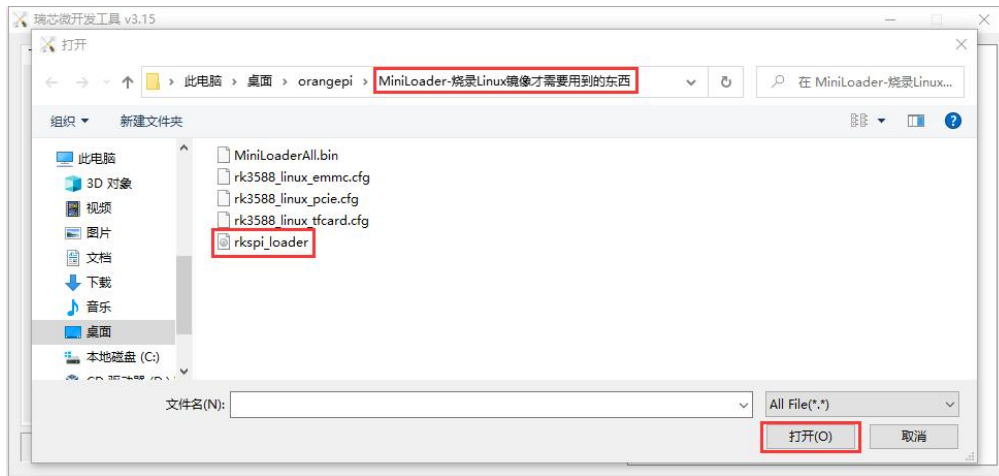 瑞芯微开发工具 v3.15
打开
此电脑 › 桌面 › orangepi › MiniLoader-烧录Linux镜像才需要用到的东西
在 MiniLoader-烧录Linux...
组织 新建文件夹
此电脑
3D 对象
视频
图片
文档
下载
音乐
桌面
本地磁盘 (C:)
MiniLoaderAll.bin
rk3588_linux_emmc.cfg
rk3588_linux_pcie.cfg
rk3588_linux_tfcard.cfg
rkspi_loader
文件名(N):
All File(*.*)
打开(O) 取消